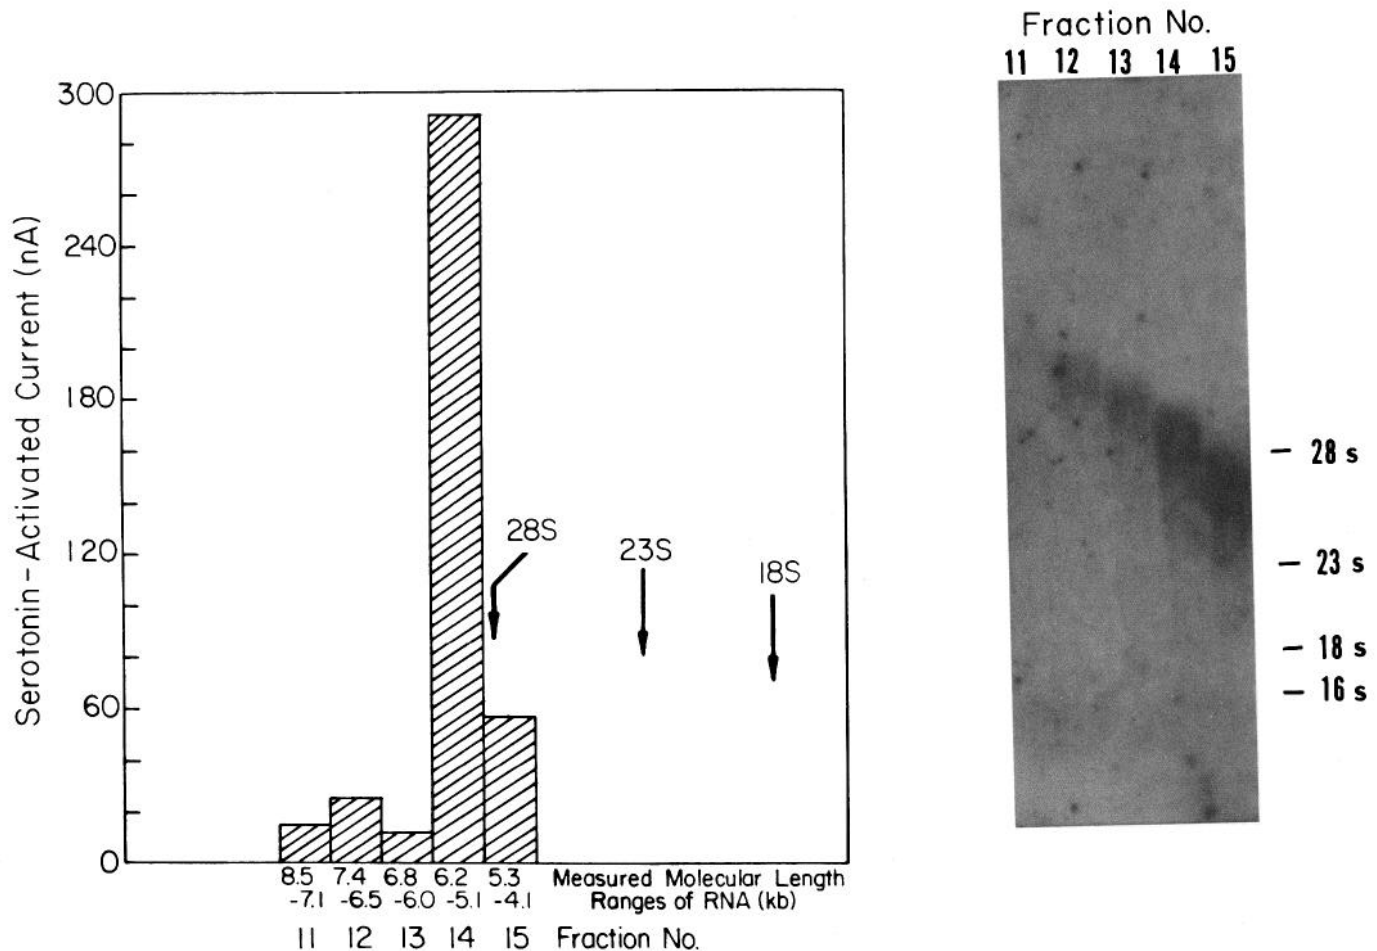 Fraction No.
11 12 13 14 15
300
240
180
120
60
0
Serotonin-Activated Current (nA)
28S
23S
18S
8.5 7.4 6.8 6.2 5.3 Measured Molecular Length
-7.1 -6.5 -6.0 -5.1 -4.1 Ranges of RNA (kb)
11 12 13 14 15 Fraction No.
28 s
23 s
18 s
16 s